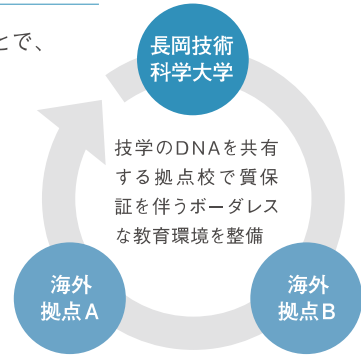 とで、
長岡技術
科学大学
技学のDNAを共有
する拠点校で質保
証を伴うボーダレス
な教育環境を整備
海外
拠点A
海外
拠点B